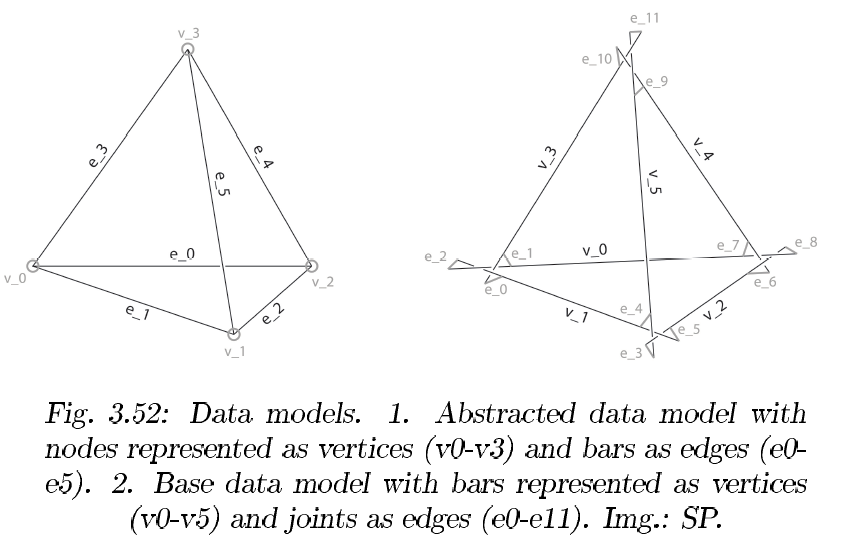 v_3
e_3
e_4
e_5
e_0
v_0
v_2
e_1
e_2
v_1
e_11
e_10
e_9
v_3
v_4
v_5
e_2
e_1
v_0
e_7
e_8
e_0
e_6
v_1
e_4
v_2
e_5
e_3
Fig. 3.52: Data models. 1. Abstracted data model with
nodes represented as vertices (v0-v3) and bars as edges (e0-
e5). 2. Base data model with bars represented as vertices
(v0-v5) and joints as edges (e0-e11). Img.: SP.